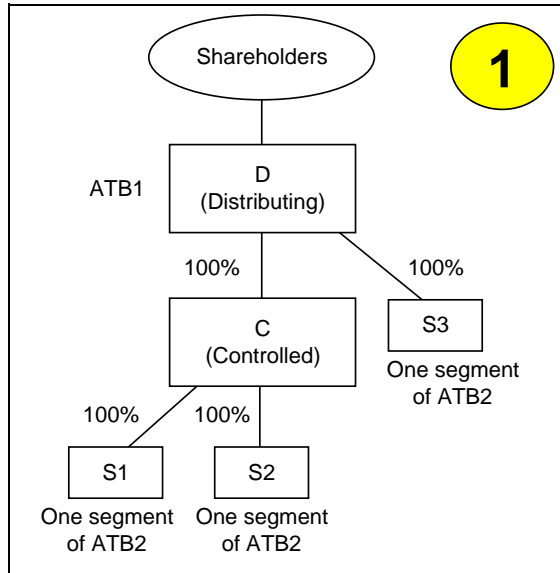 Shareholders
1
ATB1
D
(Distributing)
100%
100%
C
(Controlled)
S3
One segment
of ATB2
100%
100%
S1
S2
One segment
of ATB2
One segment
of ATB2